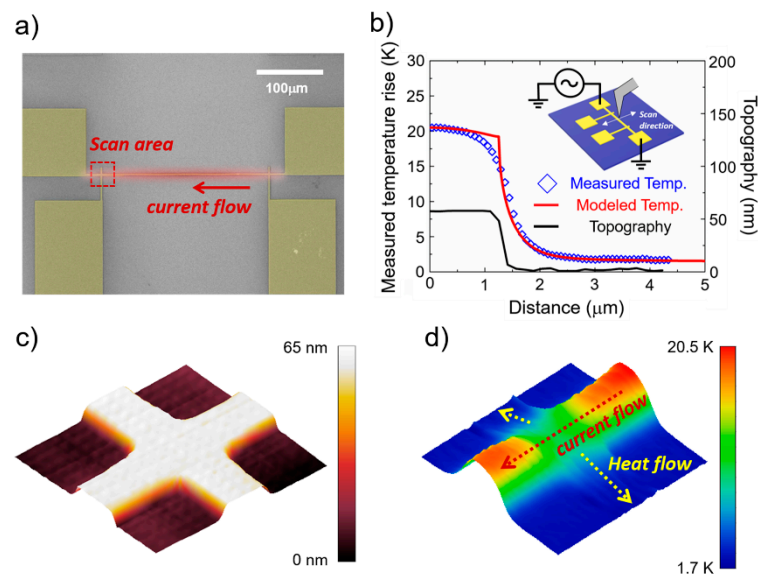 a)
100μm
Scan area
current flow
b)
Measured temperature rise (K)
30
25
20
15
10
5
0
200
150
100
50
0
Topography (nm)
Scan
direction
Measured Temp.
Modeled Temp.
Topography
0 1 2 3 4 5
Distance (μm)
c)
65 nm
0 nm
d)
20.5 K
current flow
Heat flow
1.7 K